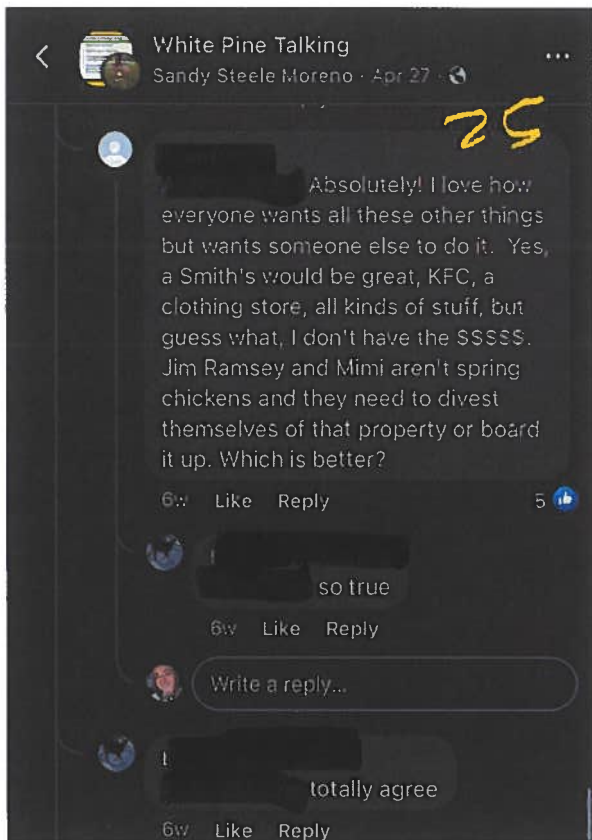 White Pine Talking
Sandy Steele Moreno · Apr 27 ·
25
Absolutely! I love how
everyone wants all these other things
but wants someone else to do it. Yes,
a Smith's would be great, KFC, a
clothing store, all kinds of stuff, but
guess what, I don't have the SSSSS.
Jim Ramsey and Mimi aren't spring
chickens and they need to divest
themselves of that property or board
it up. Which is better?
6w Like Reply 5
so true
6w Like Reply
Write a reply...
t
totally agree
6w Like Reply